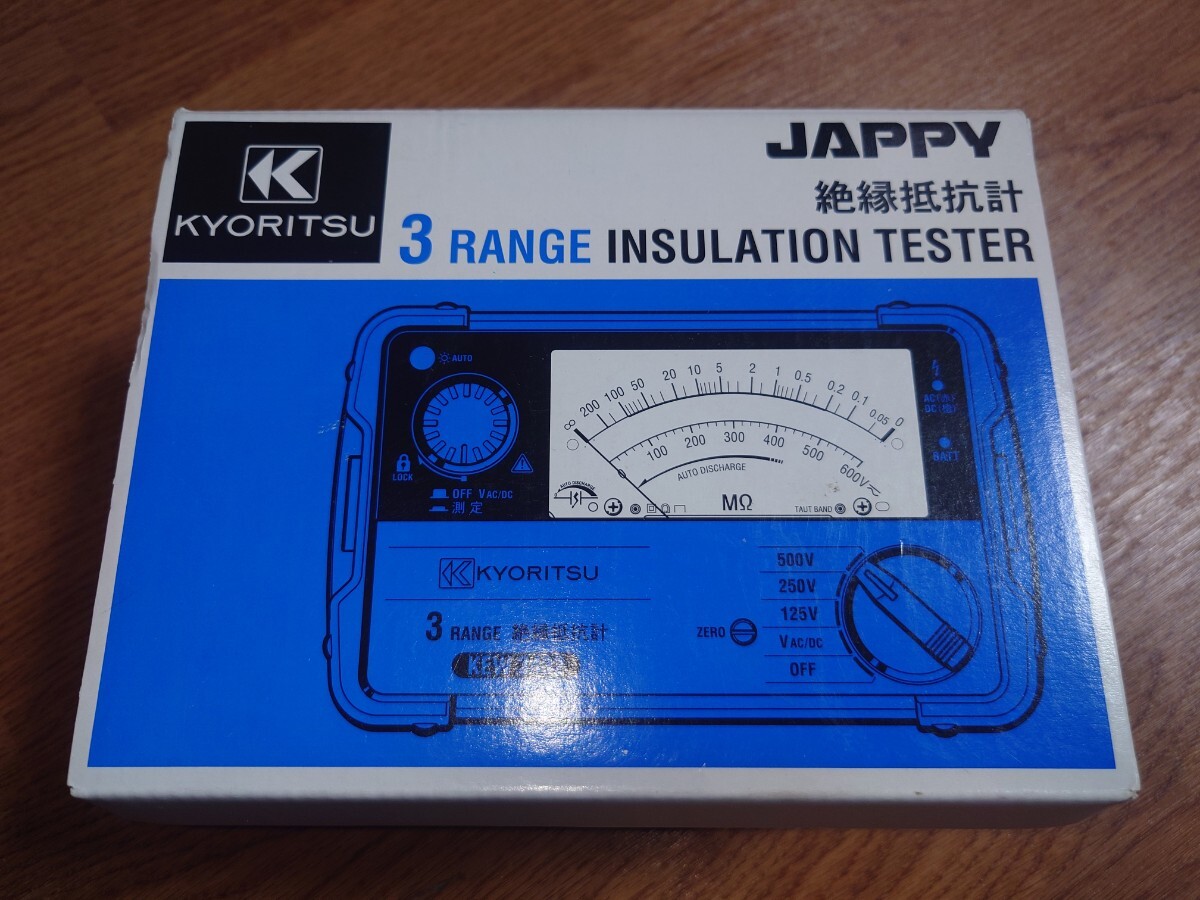 KYORITSU
JAPPY
絶縁抵抗計
3 RANGE INSULATION TESTER
AUTO
LOCK
OFF VAC/DC
測定
∞ 200 100 50 20 10 5 2 1 0.5 0.2 0.1 0.05 0
100 200 300 400 500 600V
AUTO DISCHARGE
AUTO DISCHARGE
MΩ
TAUT BAND
BATT
KYORITSU
3 RANGE 絶縁抵抗計
ZERO
500V
250V
125V
VAC/DC
OFF